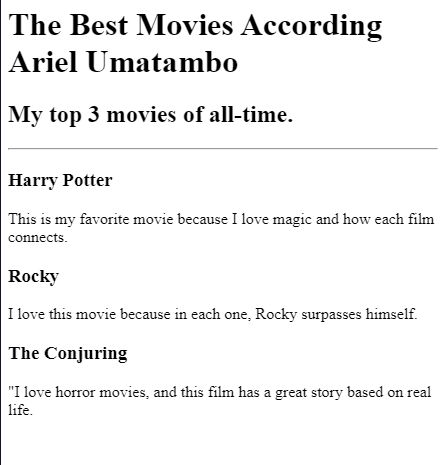 The Best Movies According
Ariel Umatambo
My top 3 movies of all-time.
Harry Potter
This is my favorite movie because I love magic and how each film
connects.
Rocky
I love this movie because in each one, Rocky surpasses himself.
The Conjuring
"I love horror movies, and this film has a great story based on real
life.